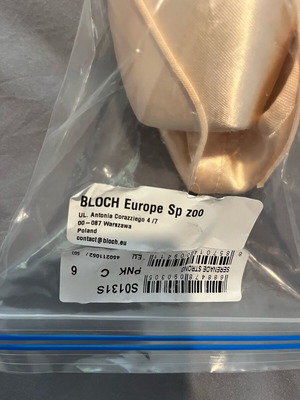 BLOCH Europe Sp zoo
UL. Antonia Corazziego 4/7
00-087 Warszawa
Poland
contact@bloch.eu
S0131S
PNK C 6
SERENADE STRONG
EU